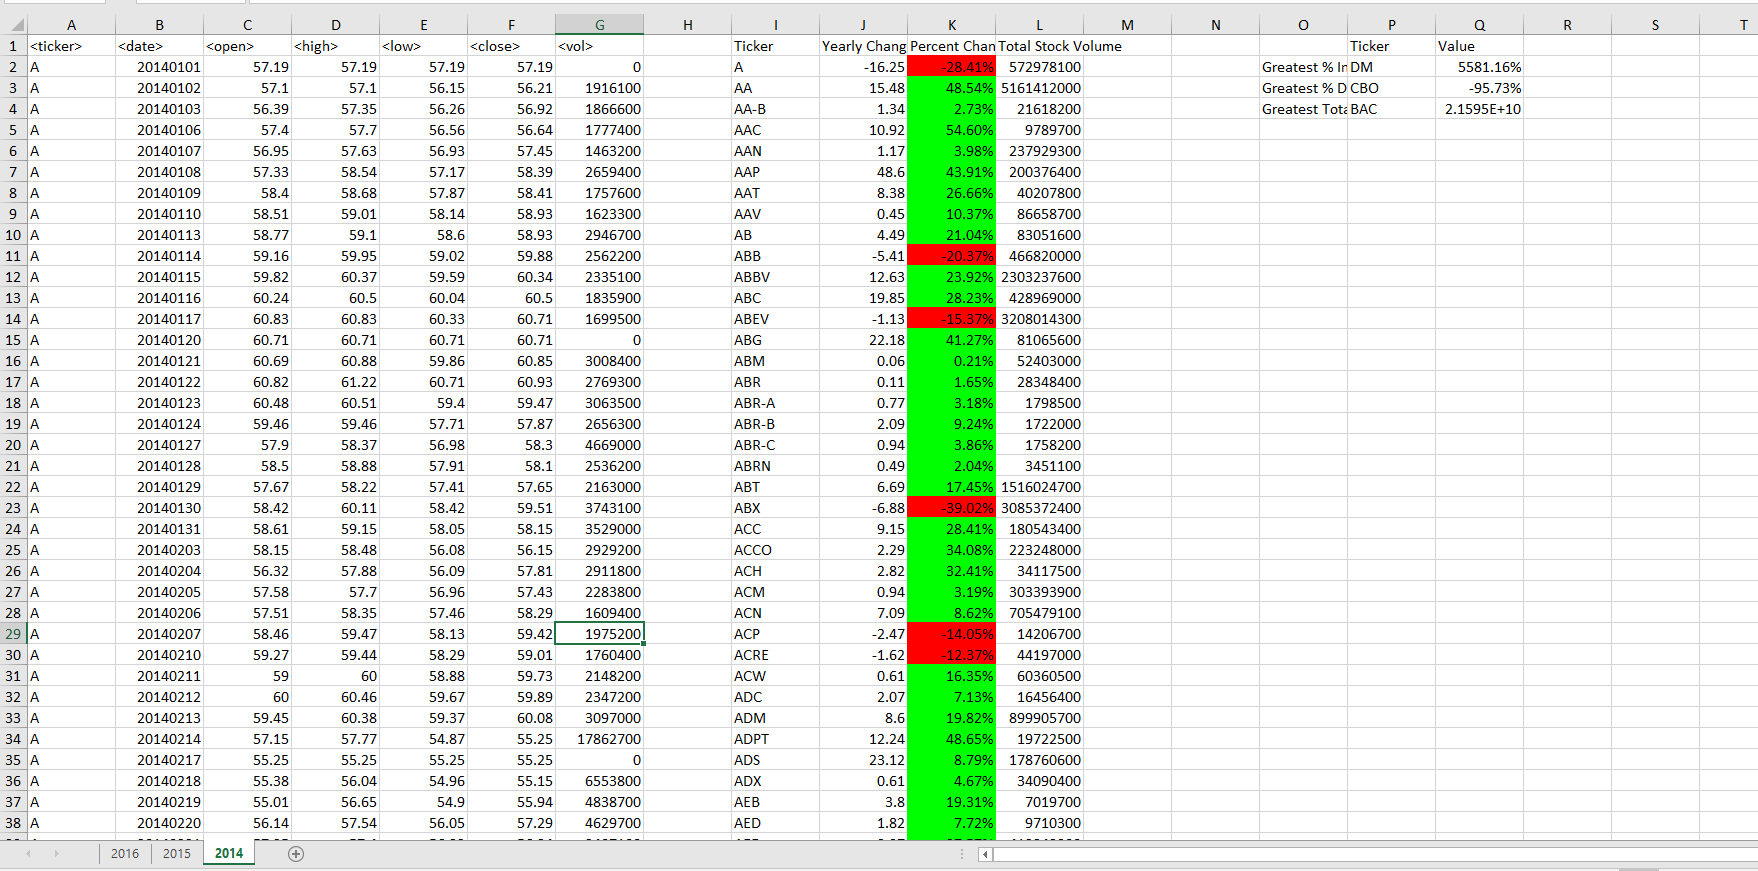 A B C D E F G H I J K L M N O P Q R S T
1 <ticker> <date> <open> <high> <low> <close> <vol> Ticker Yearly Chang Percent Chan Total Stock Volume Ticker Value
2 A 20140101 57.19 57.19 57.19 57.19 0 A -16.25 -28.41% 572978100 Greatest % In DM 5581.16%
3 A 20140102 57.1 57.1 56.15 56.21 1916100 AA 15.48 48.54% 5161412000 Greatest % D CBO -95.73%
4 A 20140103 56.39 57.35 56.26 56.92 1866600 AA-B 1.34 2.73% 21618200 Greatest Tota BAC 2.1595E+10
5 A 20140106 57.4 57.7 56.56 56.64 1777400 AAC 10.92 54.60% 9789700
6 A 20140107 56.95 57.63 56.93 57.45 1463200 AAN 1.17 3.98% 237929300
7 A 20140108 57.33 58.54 57.17 58.39 2659400 AAP 48.6 43.91% 200376400
8 A 20140109 58.4 58.68 57.87 58.41 1757600 AAT 8.38 26.66% 40207800
9 A 20140110 58.51 59.01 58.14 58.93 1623300 AAV 0.45 10.37% 86658700
10 A 20140113 58.77 59.1 58.6 58.93 2946700 AB 4.49 21.04% 83051600
11 A 20140114 59.16 59.95 59.02 59.88 2562200 ABB -5.41 -20.37% 466820000
12 A 20140115 59.82 60.37 59.59 60.34 2335100 ABBV 12.63 23.92% 2303237600
13 A 20140116 60.24 60.5 60.04 60.5 1835900 ABC 19.85 28.23% 428969000
14 A 20140117 60.83 60.83 60.33 60.71 1699500 ABEV -1.13 -15.37% 3208014300
15 A 20140120 60.71 60.71 60.71 60.71 0 ABG 22.18 41.27% 81065600
16 A 20140121 60.69 60.88 59.86 60.85 3008400 ABM 0.06 0.21% 52403000
17 A 20140122 60.82 61.22 60.71 60.93 2769300 ABR 0.11 1.65% 28348400
18 A 20140123 60.48 60.51 59.4 59.47 3063500 ABR-A 0.77 3.18% 1798500
19 A 20140124 59.46 59.46 57.71 57.87 2656300 ABR-B 2.09 9.24% 1722000
20 A 20140127 57.9 58.37 56.98 58.3 4669000 ABR-C 0.94 3.86% 1758200
21 A 20140128 58.5 58.88 57.91 58.1 2536200 ABRN 0.49 2.04% 3451100
22 A 20140129 57.67 58.22 57.41 57.65 2163000 ABT 6.69 17.45% 1516024700
23 A 20140130 58.42 60.11 58.42 59.51 3743100 ABX -6.88 -39.02% 3085372400
24 A 20140131 58.61 59.15 58.05 58.15 3529000 ACC 9.15 28.41% 180543400
25 A 20140203 58.15 58.48 56.08 56.15 2929200 ACCO 2.29 34.08% 223248000
26 A 20140204 56.32 57.88 56.09 57.81 2911800 ACH 2.82 32.41% 34117500
27 A 20140205 57.58 57.7 56.96 57.43 2283800 ACM 0.94 3.19% 303393900
28 A 20140206 57.51 58.35 57.46 58.29 1609400 ACN 7.09 8.62% 705479100
29 A 20140207 58.46 59.47 58.13 59.42 1975200 ACP -2.47 -14.05% 14206700
30 A 20140210 59.27 59.44 58.29 59.01 1760400 ACRE -1.62 -12.37% 44197000
31 A 20140211 59 60 58.88 59.73 2148200 ACW 0.61 16.35% 60360500
32 A 20140212 60 60.46 59.67 59.89 2347200 ADC 2.07 7.13% 16456400
33 A 20140213 59.45 60.38 59.37 60.08 3097000 ADM 8.6 19.82% 899905700
34 A 20140214 57.15 57.77 54.87 55.25 17862700 ADPT 12.24 48.65% 19722500
35 A 20140217 55.25 55.25 55.25 55.25 0 ADS 23.12 8.79% 178760600
36 A 20140218 55.38 56.04 54.96 55.15 6553800 ADX 0.61 4.67% 34090400
37 A 20140219 55.01 56.65 54.9 55.94 4838700 AEB 3.8 19.31% 7019700
38 A 20140220 56.14 57.54 56.05 57.29 4629700 AED 1.82 7.72% 9710300
2016 2015 2014